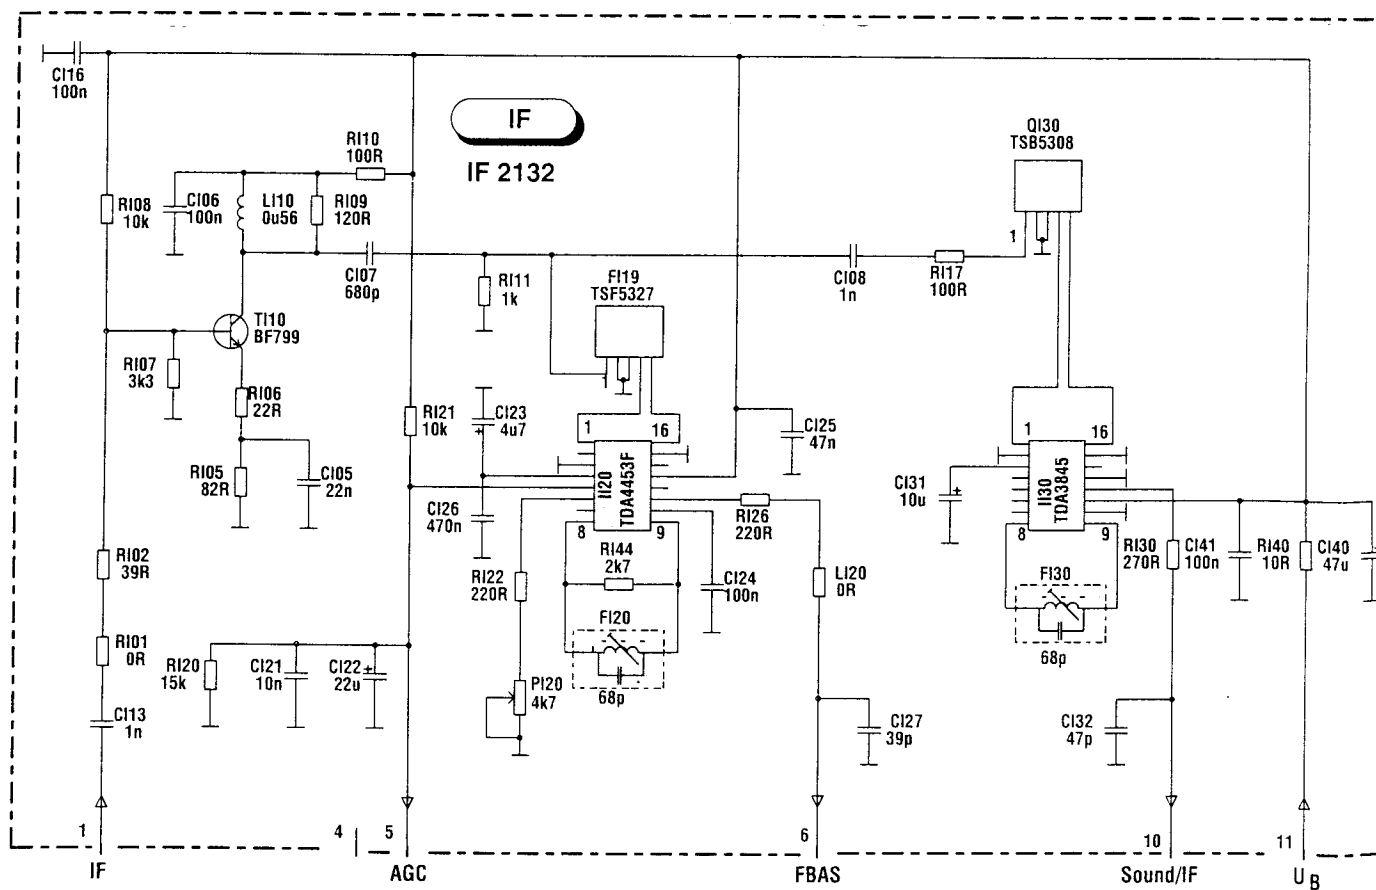 CI16
100n
IF
IF 2132
RI10
100R
QI30
TSB5308
RI08
10k
CI06
100n
LI10
0u56
RI09
120R
1
CI07
680p
RI11
1k
FI19
TSF5327
CI08
1n
RI17
100R
TI10
BF799
RI07
3k3
RI06
22R
RI21
10k
CI23
4u7
+
1
16
CI25
47n
1
16
RI05
82R
CI05
22n
II20
TDA4453F
CI31
10u
+
II30
TDA3845
CI26
470n
RI26
220R
8
9
8
9
RI02
39R
RI44
2k7
RI22
220R
CI24
100n
LI20
0R
RI30
270R
CI41
100n
RI40
10R
CI40
47u
FI20
FI30
RI01
0R
68p
RI20
15k
CI21
10n
CI22
22u
+
PI20
4k7
68p
CI13
1n
CI27
39p
CI32
47p
1
4
5
6
10
11
IF
AGC
FBAS
Sound/IF
UB